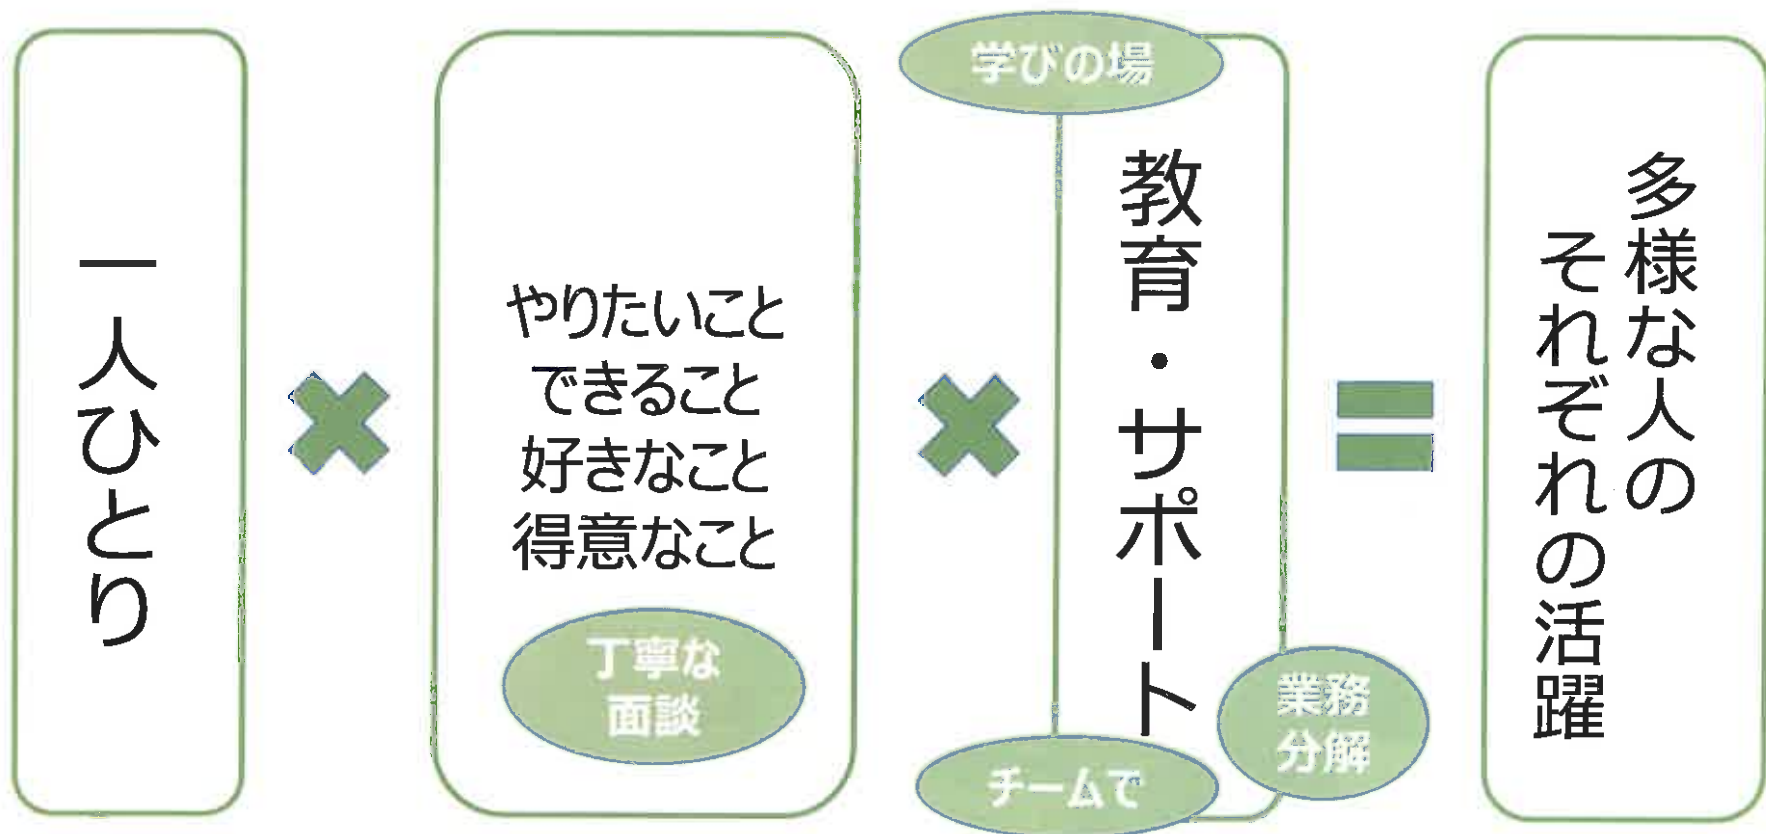 一人ひとり
×
やりたいこと
できること
好きなこと
得意なこと
丁寧な
面談
×
学びの場
教育・サポート
業務
分解
チームで
=
多様な人の
それぞれの活躍